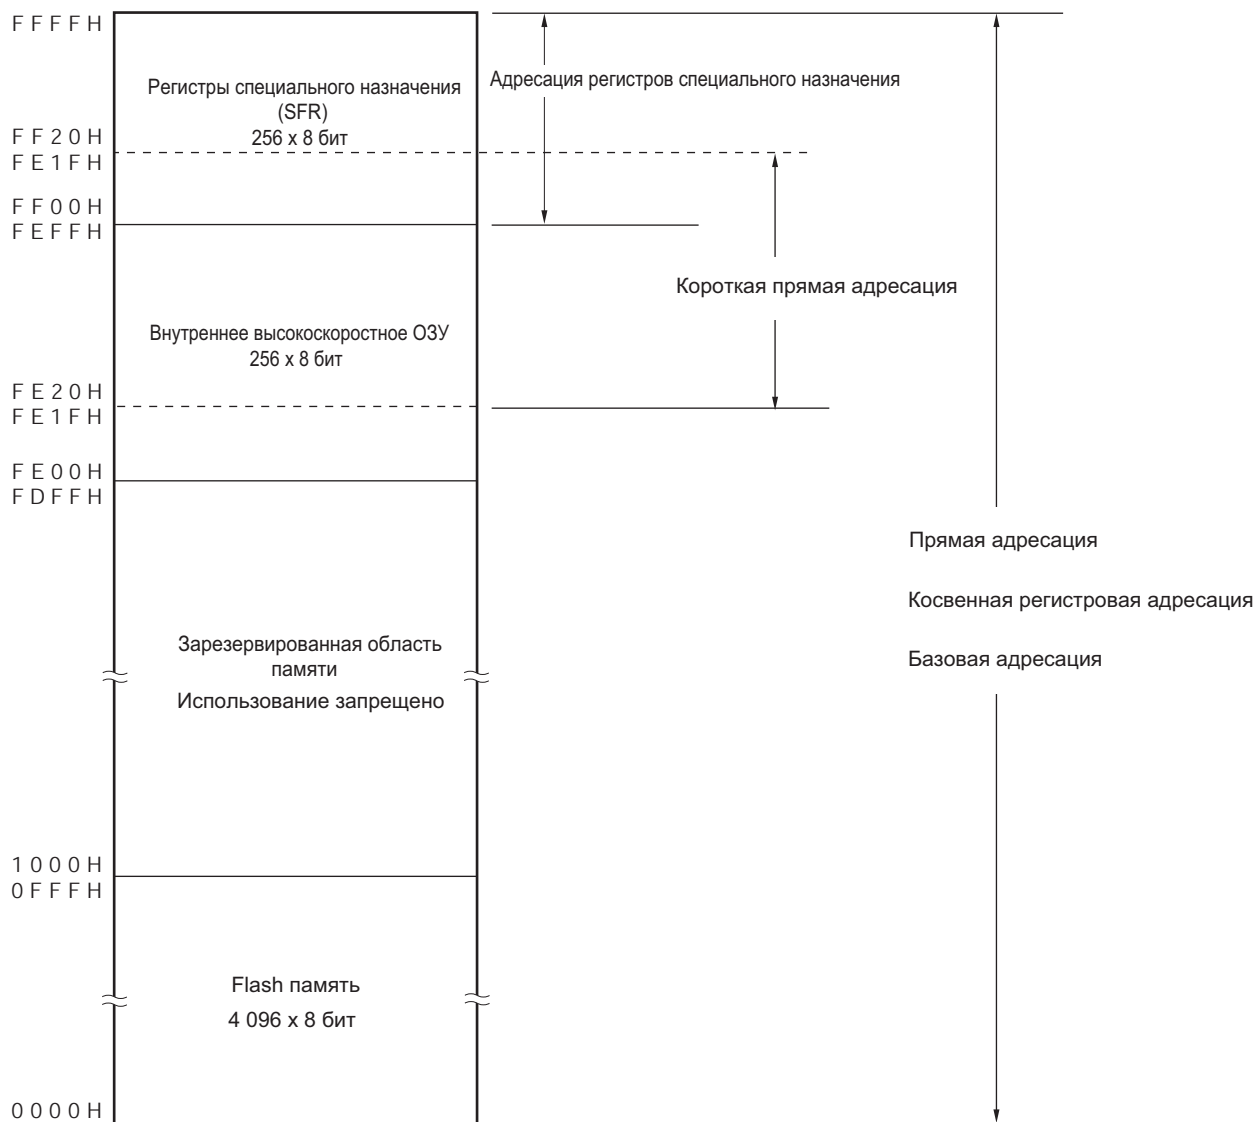 FFFFH
Регистры специального назначения
(SFR)
256 x 8 бит
Адресация регистров специального назначения
FF20H
FE1FH
FF00H
FEFFH
Короткая прямая адресация
Внутреннее высокоскоростное ОЗУ
256 x 8 бит
FE20H
FE1FH
FE00H
FDFFH
Прямая адресация
Косвенная регистровая адресация
Базовая адресация
Зарезервированная область
памяти
Использование запрещено
1000H
0FFFH
Flash память
4 096 x 8 бит
0000H